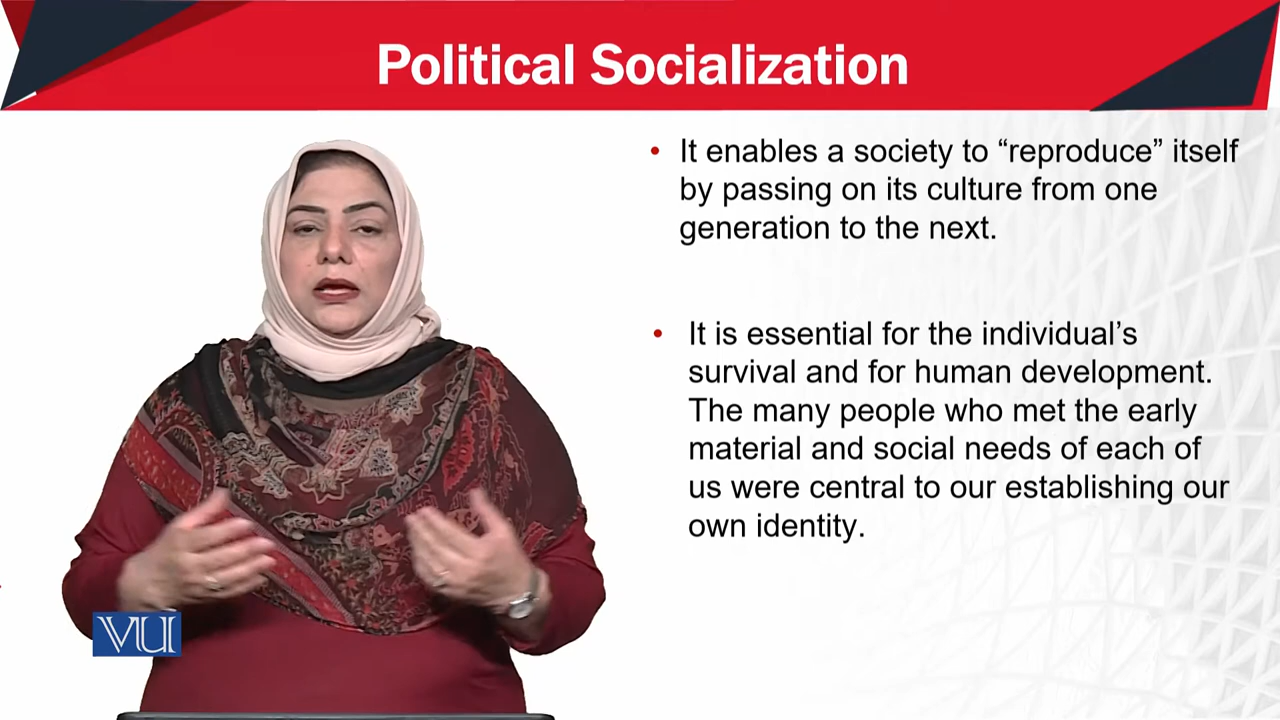 Political Socialization
• It enables a society to “reproduce” itself
by passing on its culture from one
generation to the next.
• It is essential for the individual’s
survival and for human development.
The many people who met the early
material and social needs of each of
us were central to our establishing our
own identity.
VU